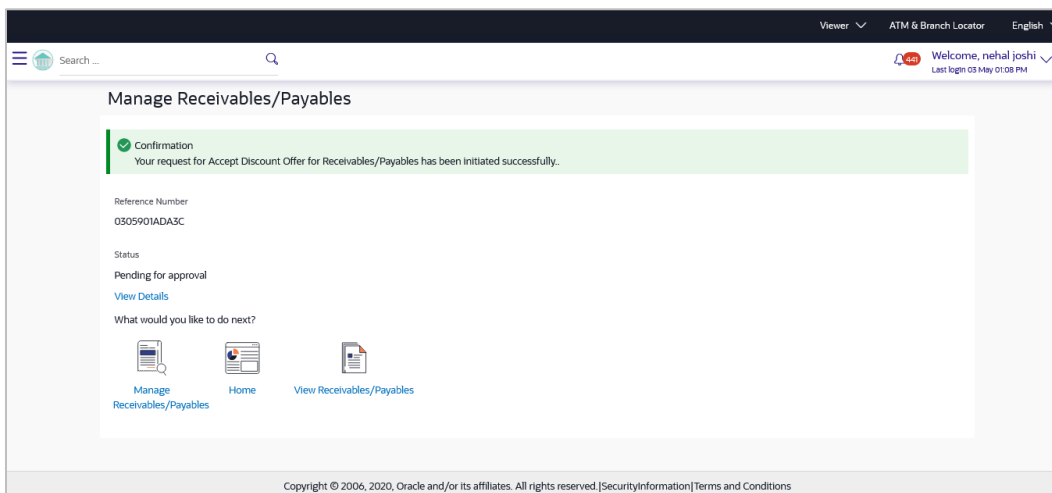 Viewer ATM & Branch Locator English
Search ...
441
Welcome, nehal joshi
Last login 03 May 01:08 PM
Manage Receivables/Payables
Confirmation
Your request for Accept Discount Offer for Receivables/Payables has been initiated successfully..
Reference Number
0305901ADA3C
Status
Pending for approval
View Details
What would you like to do next?
Manage Home View Receivables/Payables
Receivables/Payables
Copyright © 2006, 2020, Oracle and/or its affiliates. All rights reserved.|SecurityInformation|Terms and Conditions